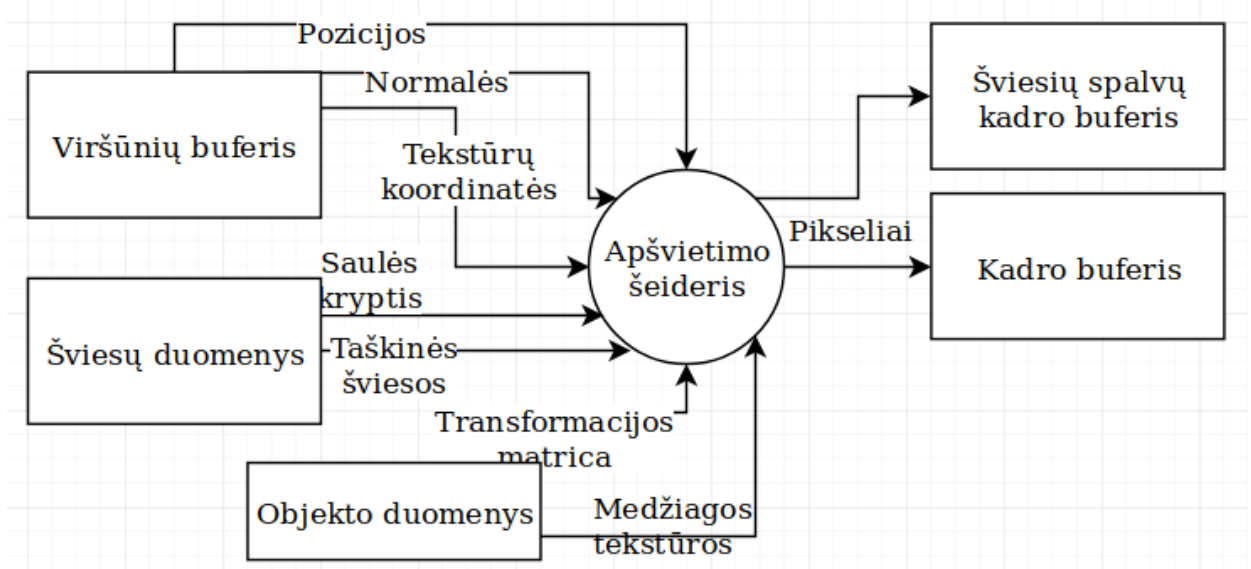 Pozicijos
Normalės
Viršūnių buferis
Tekstūrų
koordinatės
Šviesių spalvų
kadro buferis
Saulės
kryptis
Šviesų duomenys
Taškinės
šviesos
Apšvietimo
šeideris
Pikseliai
Kadro buferis
Transformacijos
matrica
Objekto duomenys
Medžiagos
tekstūros